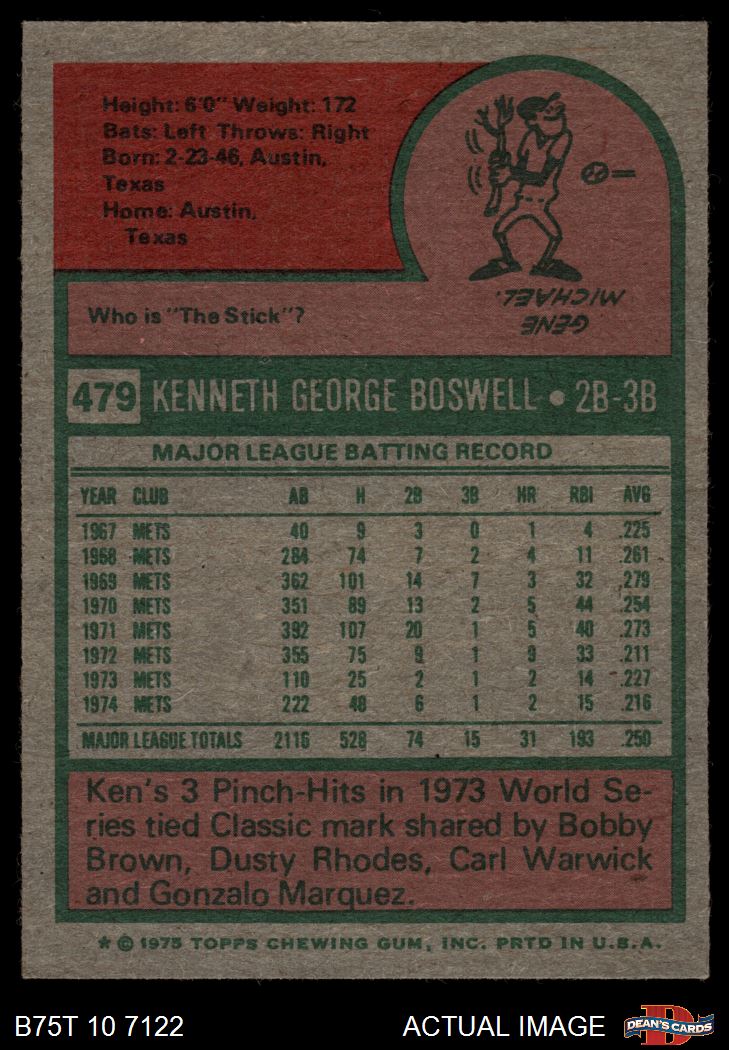 Height: 6'0" Weight: 172
Bats: Left Throws: Right
Born: 2-23-46, Austin,
Texas
Home: Austin,
Texas
Who is "The Stick"?
GENE
MICHAEL.
479 KENNETH GEORGE BOSWELL • 2B-3B
MAJOR LEAGUE BATTING RECORD
YEAR CLUB AB H 2B 3B HR RBI AVG
1967 METS 40 9 3 0 1 4 .225
1968 METS 284 74 7 2 4 11 .261
1969 METS 362 101 14 7 3 32 .279
1970 METS 351 89 13 2 5 44 .254
1971 METS 392 107 20 1 5 40 .273
1972 METS 355 75 9 1 9 33 .211
1973 METS 110 25 2 1 2 14 .227
1974 METS 222 48 6 1 2 15 .216
MAJOR LEAGUE TOTALS 2116 528 74 15 31 193 .250
Ken's 3 Pinch-Hits in 1973 World Se-
ries tied Classic mark shared by Bobby
Brown, Dusty Rhodes, Carl Warwick
and Gonzalo Marquez.
* © 1975 TOPPS CHEWING GUM, INC. PRTD IN U.S.A.
B75T 10 7122 ACTUAL IMAGE D DEAN'S CARDS